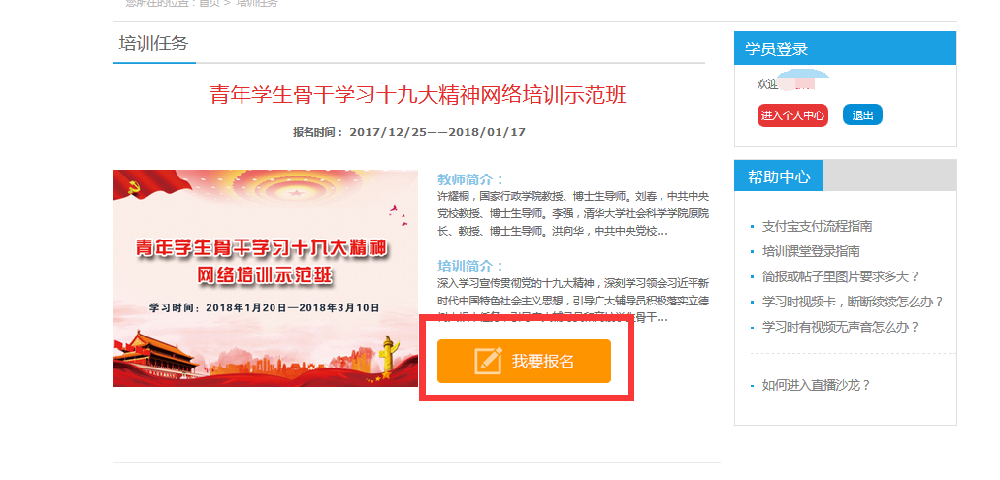 您所在的位置：首页 > 培训任务
培训任务
青年学生骨干学习十九大精神网络培训示范班
报名时间： 2017/12/25——2018/01/17
青年学生骨干学习十九大精神
网络培训示范班
学习时间：2018年1月20日—2018年3月10日
教师简介：
许耀桐，国家行政学院教授、博士生导师。刘春，中共中央
党校教授、博士生导师。李强，清华大学社会科学学院原院
长、教授、博士生导师。洪向华，中共中央党校...
培训简介：
深入学习宣传贯彻党的十九大精神，深刻学习领会习近平新
时代中国特色社会主义思想，引导广大辅导员积极落实立德
我要报名
学员登录
欢迎
进入个人中心
退出
帮助中心
支付宝支付流程指南
培训课堂登录指南
简报或帖子里图片要求多大？
学习时视频卡，断断续续怎么办？
学习时有视频无声音怎么办？
如何进入直播沙龙？